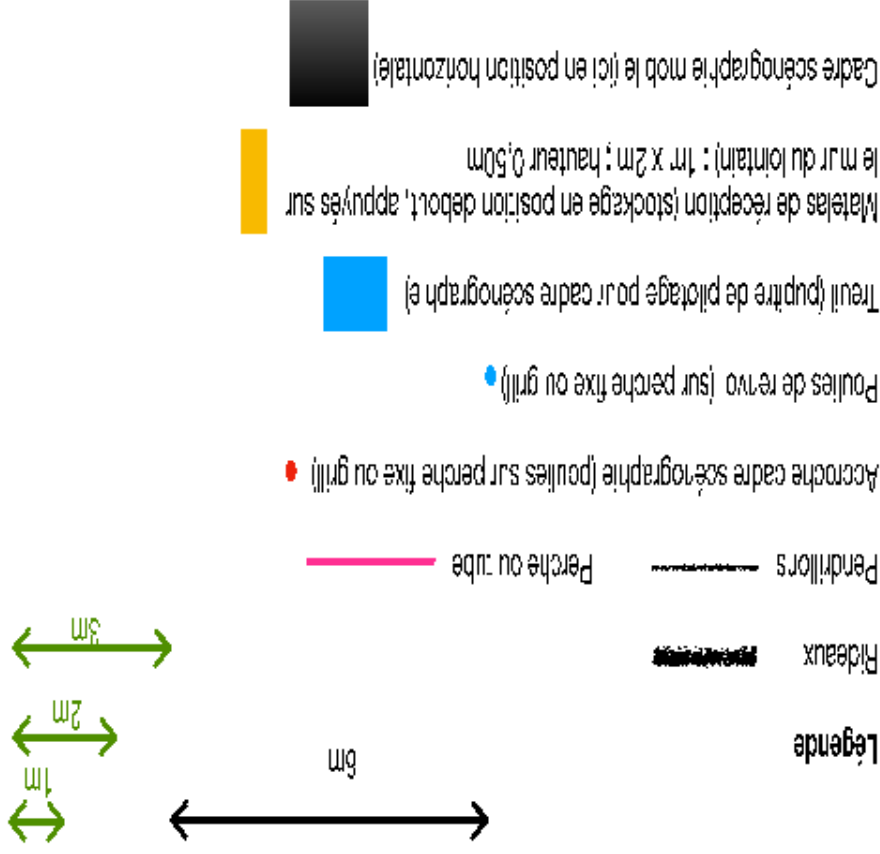 1m
6m
2m
3m
Légende
Rideaux
Pendrillons
Perche ou tube
Accroche cadre scénographie (poulies sur perche fixe ou grill)
Poulies de renvoi (sur perche fixe ou grill)
Treuil (pupitre de pilotage pour cadre scénographie)
Matelas de réception (stockage en position debout, appuyés sur
le mur du lointain) : 1m x 2m ; hauteur 0,50m
Cadre scénographie mobile (ici en position horizontale)